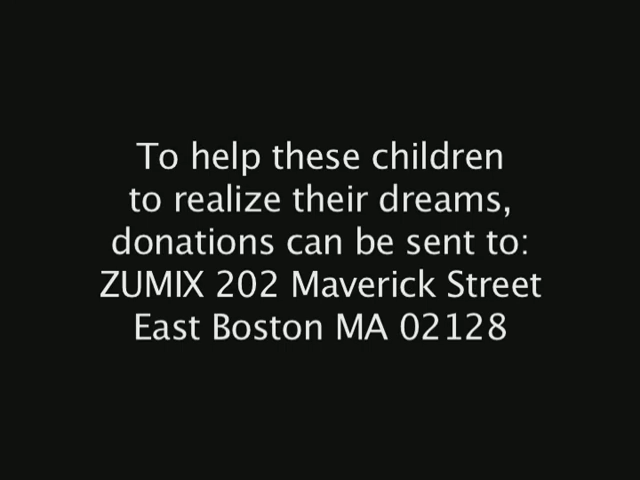 To help these children
to realize their dreams,
donations can be sent to:
ZUMIX 202 Maverick Street
East Boston MA 02128